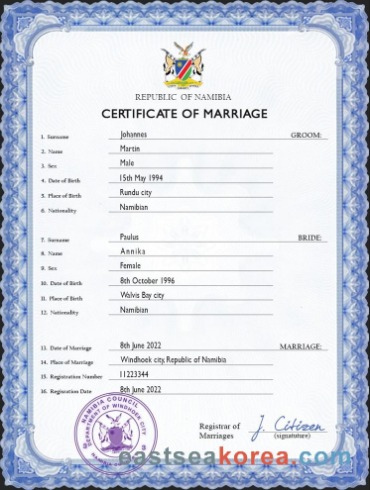 REPUBLIC OF NAMIBIA
CERTIFICATE OF MARRIAGE
GROOM:
1. Surname Johannes
2. Name Martin
3. Sex Male
4. Date of Birth 15th May 1994
5. Place of Birth Rundu city
6. Nationality Namibian
BRIDE:
7. Surname Paulus
8. Name Annika
9. Sex Female
10. Date of Birth 8th October 1996
11. Place of Birth Walvis Bay city
12. Nationality Namibian
MARRIAGE:
13. Date of Marriage 8th June 2022
14. Place of Marriage Windhoek city, Republic of Namibia
15. Registration Number 11223344
16. Registration Date 8th June 2022
NAMIBIA COUNCIL
DEPARTMENT OF WINDHOEK CITY
Registrar of
Marriages
J. Citizen
(signatures)
eastseakorea.com